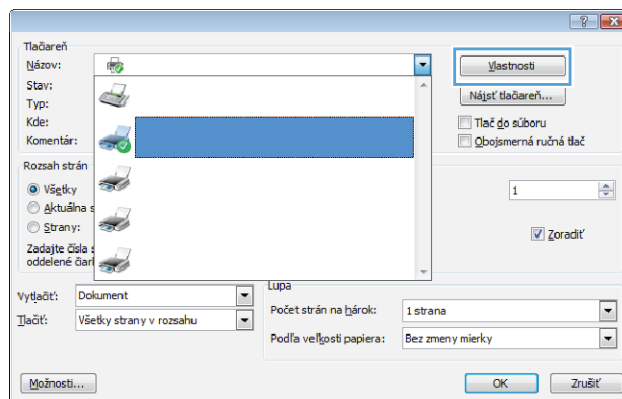 Tlačiareň
Názov:
Vlastnosti
Stav:
Nájsť tlačiareň...
Typ:
Kde:
Tlač do súboru
Komentár:
Obojsmerná ručná tlač
Rozsah strán
Všetky
1
Aktuálna s
Strany:
Zoradiť
Zadajte čísla s
oddelené čiark
Lupa
Vytlačiť: Dokument
Počet strán na hárok: 1 strana
Tlačiť: Všetky strany v rozsahu
Podľa veľkosti papiera: Bez zmeny mierky
Možnosti...
OK
Zrušiť